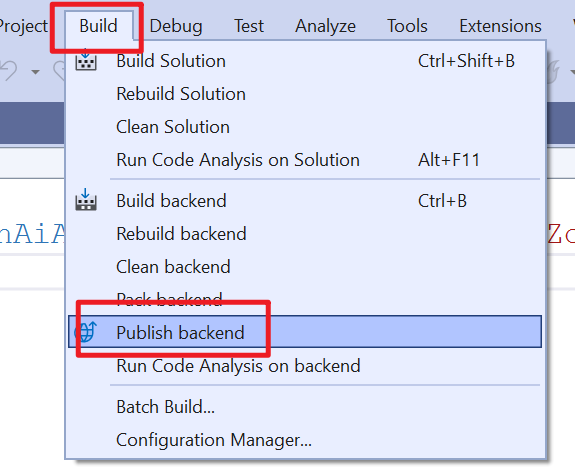 Project Build Debug Test Analyze Tools Extensions
Build Solution Ctrl+Shift+B
Rebuild Solution
Clean Solution
Run Code Analysis on Solution Alt+F11
Build backend Ctrl+B
nAiA Zo
Rebuild backend
Clean backend
Pack backend
Publish backend
Run Code Analysis on backend
Batch Build...
Configuration Manager...